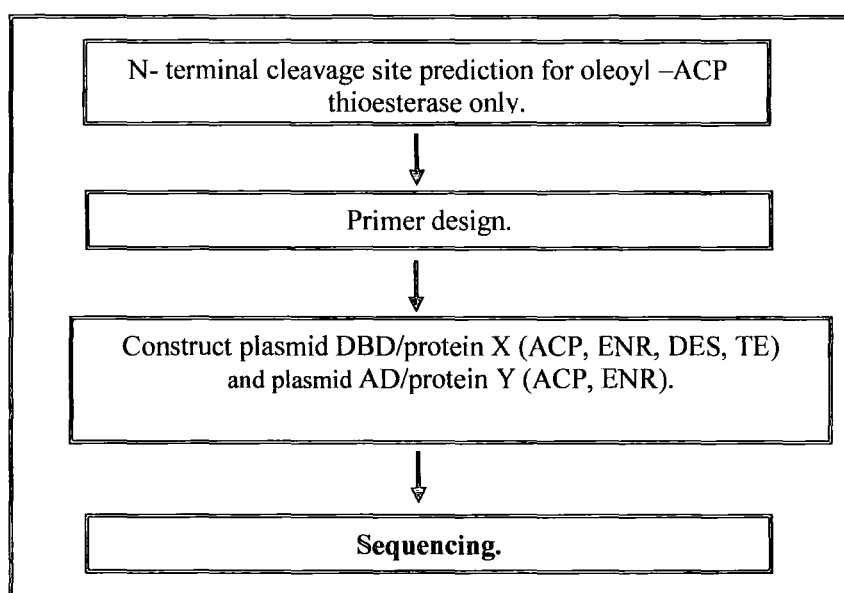 N- terminal cleavage site prediction for oleoyl –ACP
thioesterase only.
Primer design.
Construct plasmid DBD/protein X (ACP, ENR, DES, TE)
and plasmid AD/protein Y (ACP, ENR).
Sequencing.